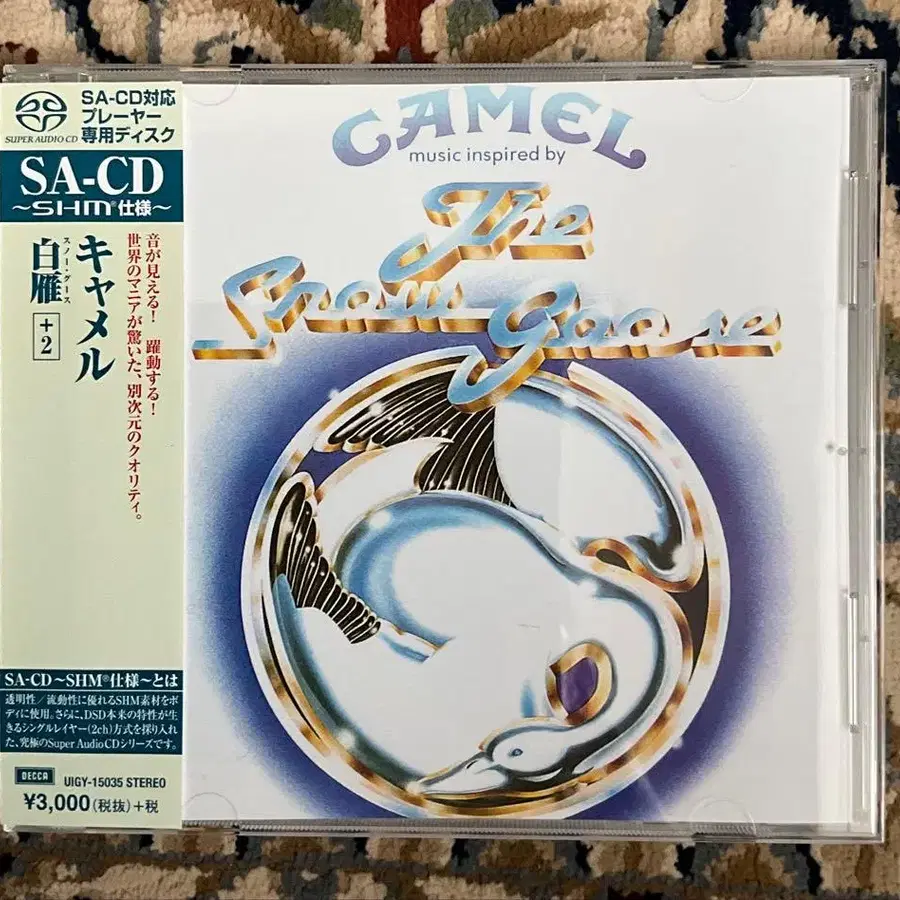 SUPER AUDIO CD
SA-CD対応
プレーヤー
専用ディスク
SA-CD
~SHM®仕様~
音が見える! 躍動する!
世界のマニアが驚いた、別次元のクオリティ。
キャメル
スノー・グース
白雁
+2
SA-CD~SHM®仕様~とは
透明性/流動性に優れるSHM素材をボ
ディに使用。さらに、DSD本来の特性が生
きるシングルレイヤー(2ch)方式を採り入れ
た、究極のSuper Audio CDシリーズです。
DECCA
UIGY-15035 STEREO
¥3,000(税抜)+税
CAMEL
music inspired by
The
Snow Goose